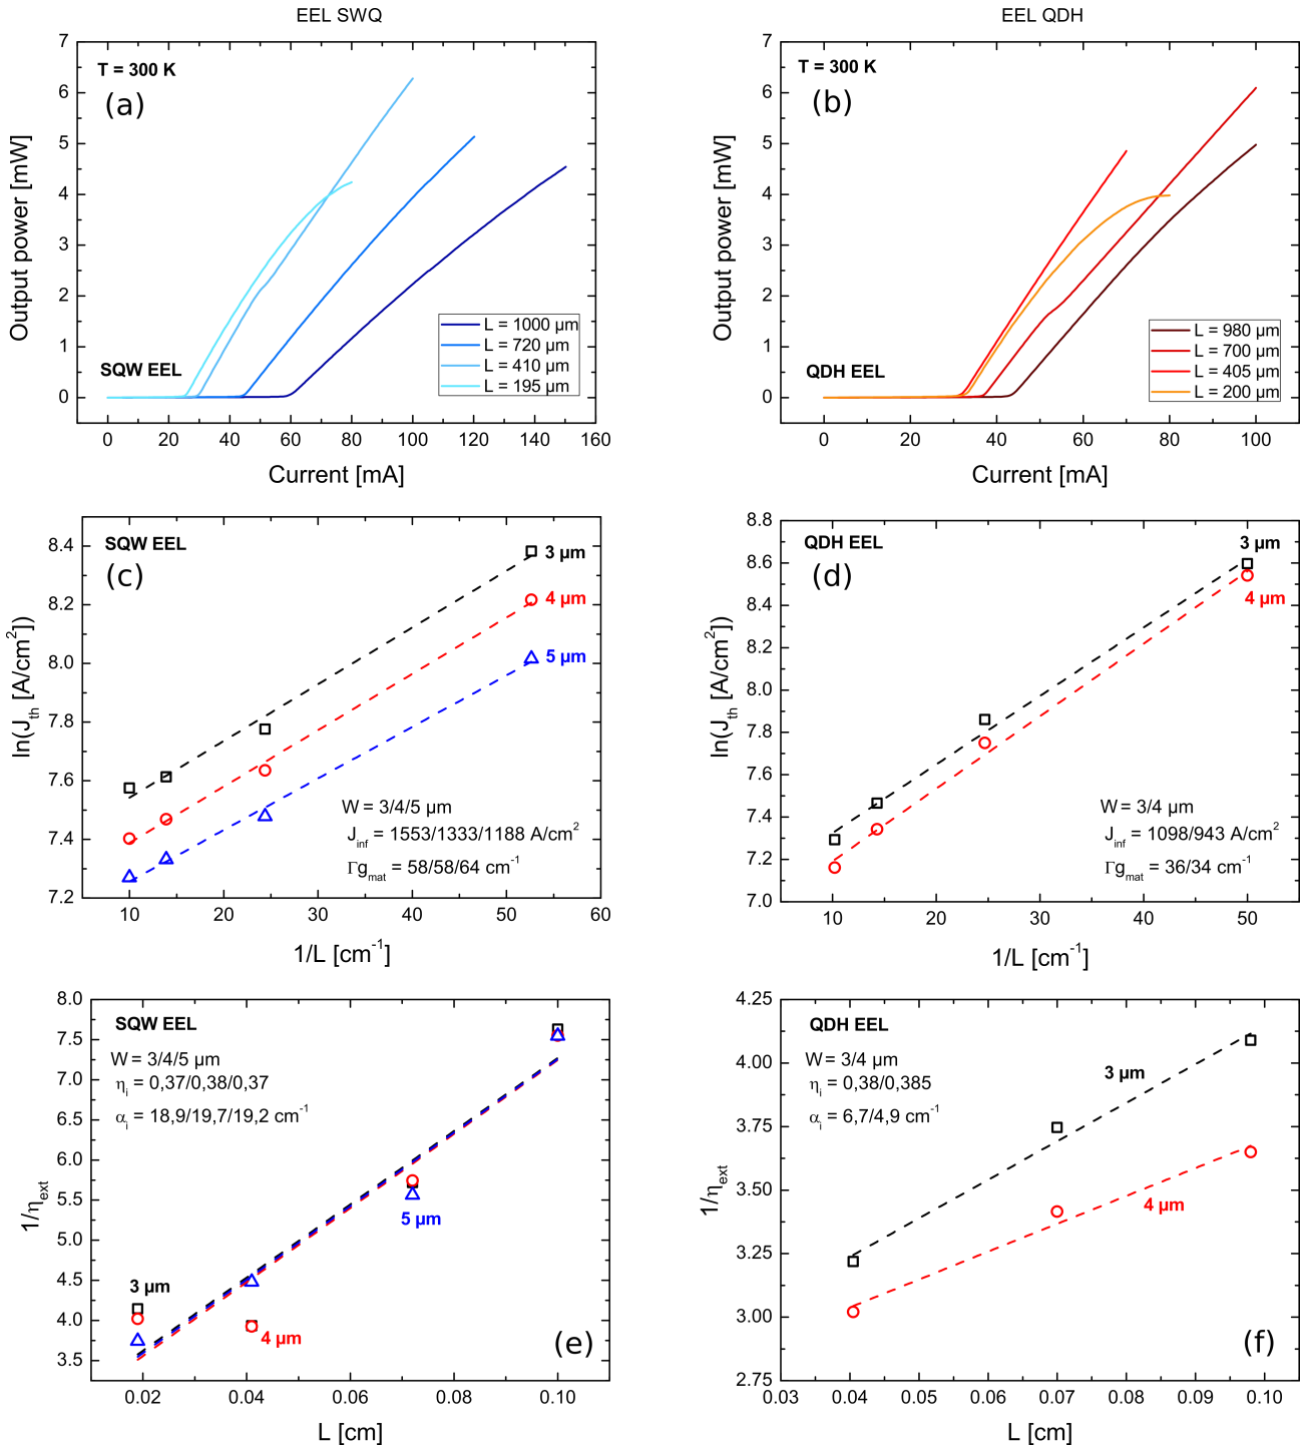 EEL SWQ
EEL QDH
7
6
5
4
3
2
1
0
Output power [mW]
T = 300 K
(a)
SQW EEL
L = 1000 µm
L = 720 µm
L = 410 µm
L = 195 µm
0 20 40 60 80 100 120 140 160
Current [mA]
7
6
5
4
3
2
1
0
Output power [mW]
T = 300 K
(b)
QDH EEL
L = 980 µm
L = 700 µm
L = 405 µm
L = 200 µm
0 20 40 60 80 100
Current [mA]
8.4
8.2
8.0
7.8
7.6
7.4
7.2
ln(J_th [A/cm²])
SQW EEL
(c)
3 µm
4 µm
5 µm
W = 3/4/5 µm
J_inf = 1553/1333/1188 A/cm²
Γg_mat = 58/58/64 cm⁻¹
10 20 30 40 50 60
1/L [cm⁻¹]
8.8
8.6
8.4
8.2
8.0
7.8
7.6
7.4
7.2
7.0
ln(J_th [A/cm²])
QDH EEL
(d)
3 µm
4 µm
W = 3/4 µm
J_inf = 1098/943 A/cm²
Γg_mat = 36/34 cm⁻¹
10 20 30 40 50
1/L [cm⁻¹]
8.0
7.5
7.0
6.5
6.0
5.5
5.0
4.5
4.0
3.5
1/η_ext
SQW EEL
W = 3/4/5 µm
η_i = 0,37/0,38/0,37
α_i = 18,9/19,7/19,2 cm⁻¹
5 µm
3 µm
4 µm
(e)
0.02 0.04 0.06 0.08 0.10
L [cm]
4.25
4.00
3.75
3.50
3.25
3.00
2.75
1/η_ext
QDH EEL
W = 3/4 µm
η_i = 0,38/0,385
α_i = 6,7/4,9 cm⁻¹
3 µm
4 µm
(f)
0.03 0.04 0.05 0.06 0.07 0.08 0.09 0.10
L [cm]